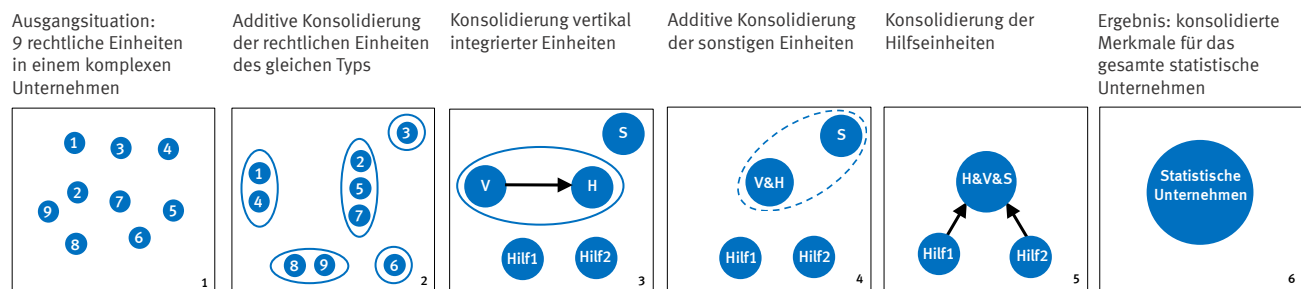 Ausgangsituation:
9 rechtliche Einheiten
in einem komplexen
Unternehmen
Additive Konsolidierung
der rechtlichen Einheiten
des gleichen Typs
Konsolidierung vertikal
integrierter Einheiten
Additive Konsolidierung
der sonstigen Einheiten
Konsolidierung der
Hilfseinheiten
Ergebnis: konsolidierte
Merkmale für das
gesamte statistische
Unternehmen
1
3
4
2
7
9
5
6
8
1
3
1
4
2
5
7
8
9
6
2
S
V
H
Hilf1
Hilf2
3
S
V&H
Hilf1
Hilf2
4
H&V&S
Hilf1
Hilf2
5
Statistische
Unternehmen
6